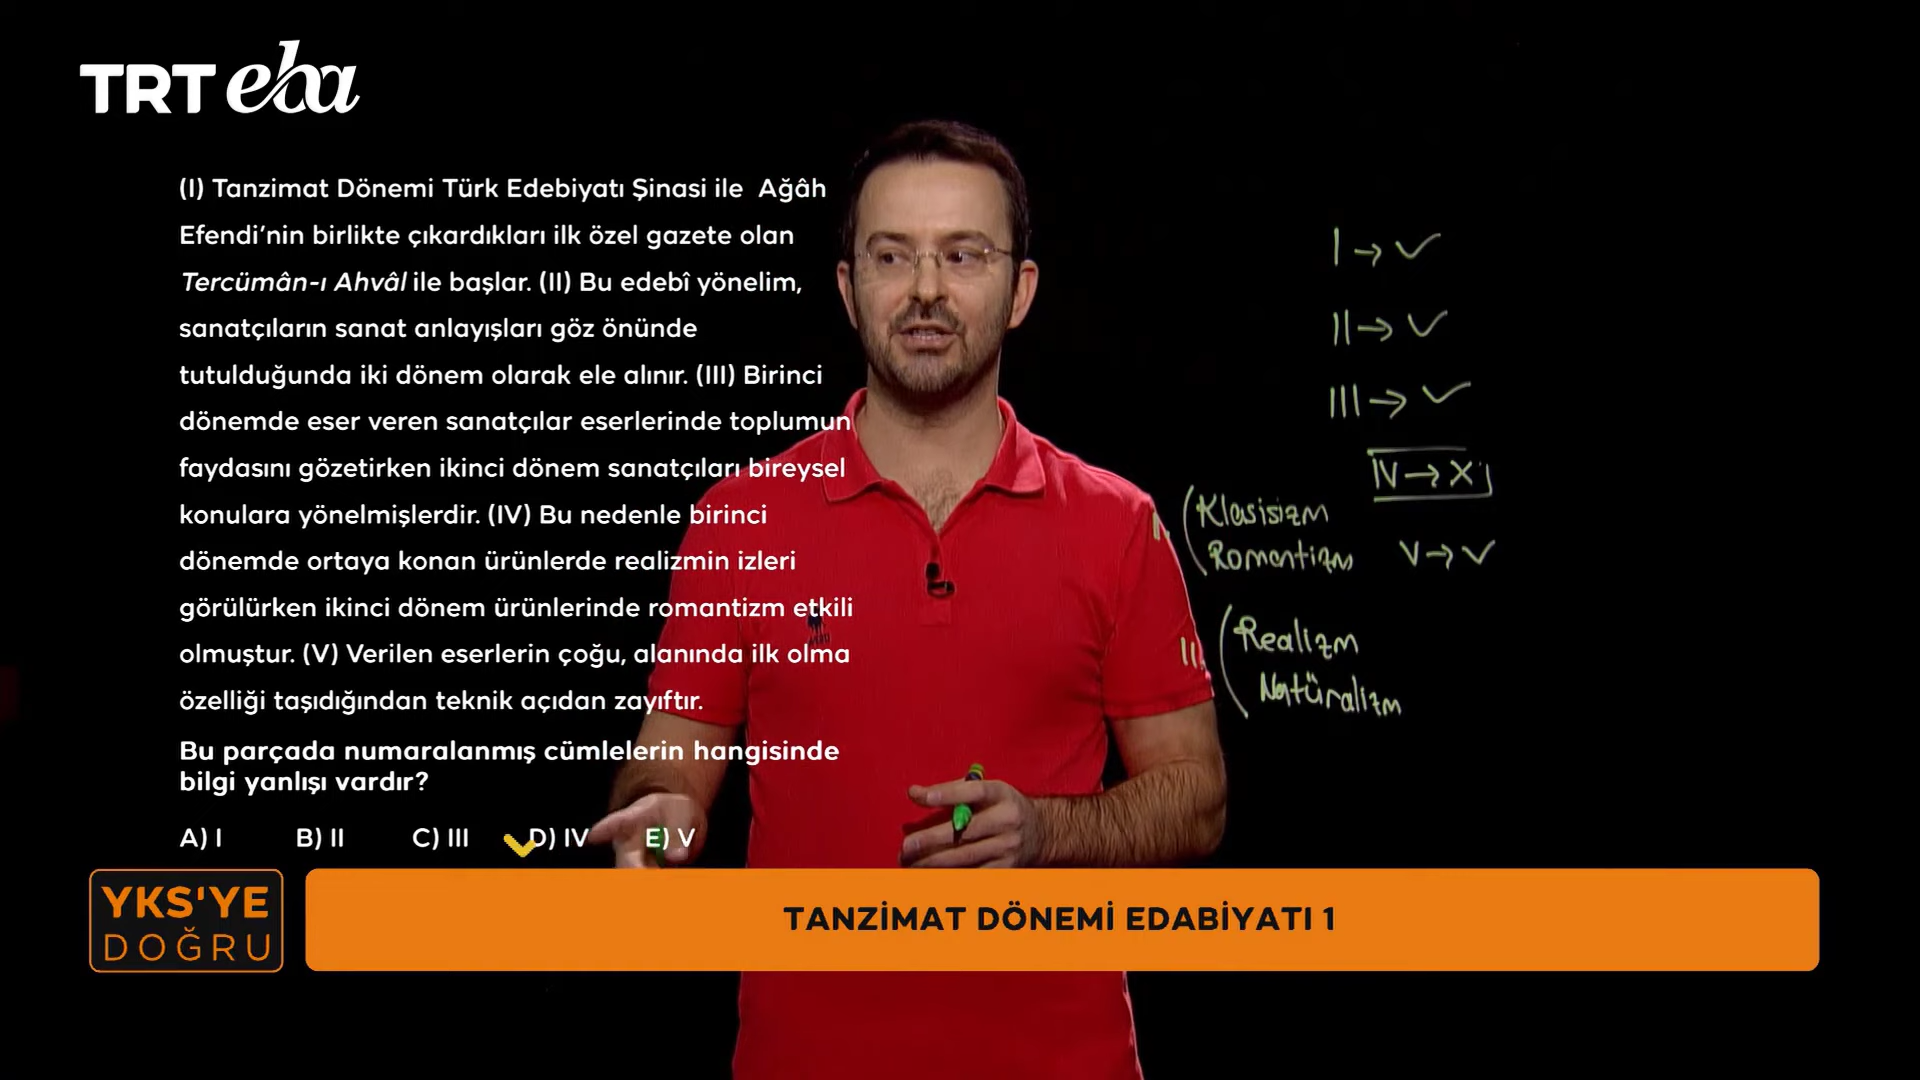 TRT eba
(I) Tanzimat Dönemi Türk Edebiyatı Şinasi ile Ağâh
Efendi'nin birlikte çıkardıkları ilk özel gazete olan
Tercümân-ı Ahvâl ile başlar. (II) Bu edebî yönelim,
sanatçıların sanat anlayışları göz önünde
tutulduğunda iki dönem olarak ele alınır. (III) Birinci
dönemde eser veren sanatçılar eserlerinde toplumun
faydasını gözetirken ikinci dönem sanatçıları bireysel
konulara yönelmişlerdir. (IV) Bu nedenle birinci
dönemde ortaya konan ürünlerde realizmin izleri
görülürken ikinci dönem ürünlerinde romantizm etkili
olmuştur. (V) Verilen eserlerin çoğu, alanında ilk olma
özelliği taşıdığından teknik açıdan zayıftır.
Bu parçada numaralanmış cümlelerin hangisinde
bilgi yanlışı vardır?
A) I B) II C) III D) IV E) V
I → ✓
II → ✓
III → ✓
IV → X
I. Klasisizm
Romantizm V → ✓
II. Realizm
Natüralizm
YKS'YE
DOĞRU
TANZİMAT DÖNEMİ EDABİYATI 1